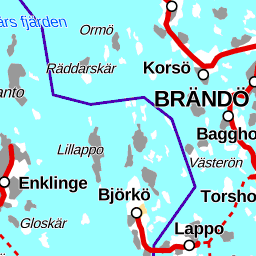 Ormö
ärs fjärden
Räddarskär
Korsö
anto
BRÄNDÖ
Baggho
Lillappo
Västerön
Enklinge
Björkö
Torsho
Gloskär
Lappo